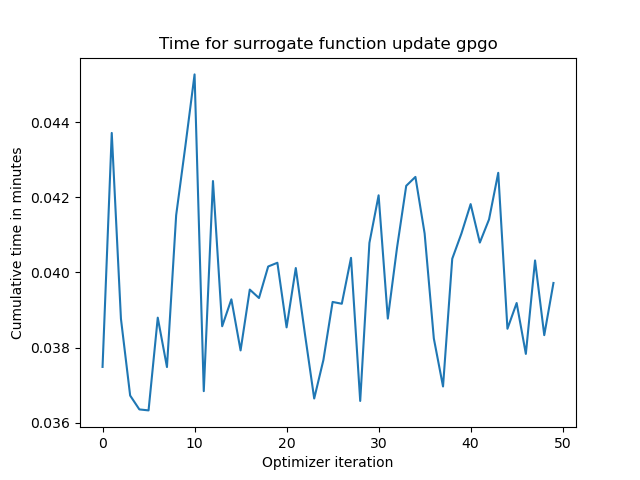 Time for surrogate function update gpgo
Cumulative time in minutes
0.044
0.042
0.040
0.038
0.036
0 10 20 30 40 50
Optimizer iteration